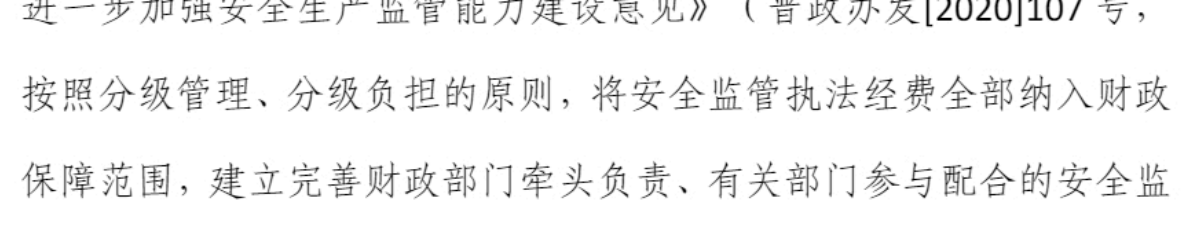 进一步加强安全生产监管能力建设意见》（晋政办发[2020]107号，
按照分级管理、分级负担的原则，将安全监管执法经费全部纳入财政
保障范围，建立完善财政部门牵头负责、有关部门参与配合的安全监